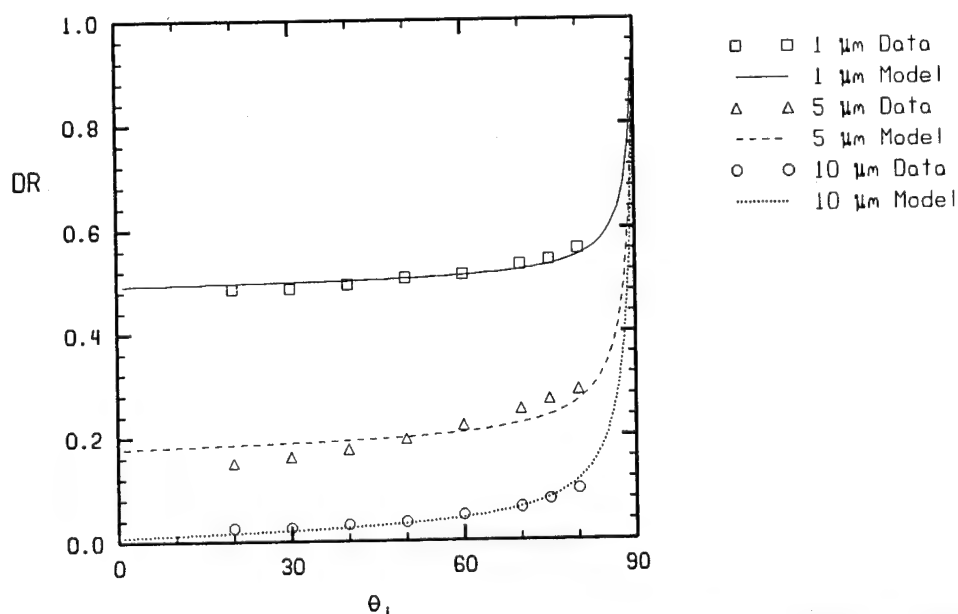 1.0
0.8
DR
0.6
0.4
0.2
0.0
0
30
60
90
θi
1 μm Data
1 μm Model
5 μm Data
5 μm Model
10 μm Data
10 μm Model